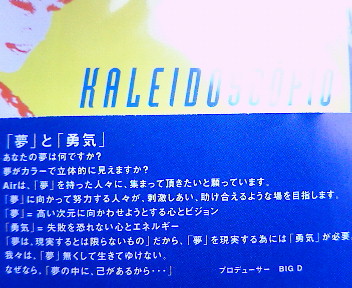 KALEIDOSCOPIO
「夢」と「勇気」
あなたの夢は何ですか？
夢がカラーで立体的に見えますか？
Airは、「夢」を持った人々に、集まって頂きたいと願っています。
「夢」に向かって努力する人々が、刺激しあい、助け合えるような場を目指します。
「夢」= 高い次元に向かわせようとする心とビジョン
「勇気」= 失敗を恐れない心とエネルギー
「夢は、現実するとは限らないもの」だから、「夢」を現実する為には「勇気」が必要。
我々は、「夢」無くして生きてゆけない。
なぜなら、「夢の中に、己があるから・・・」 プロデューサー BIG D